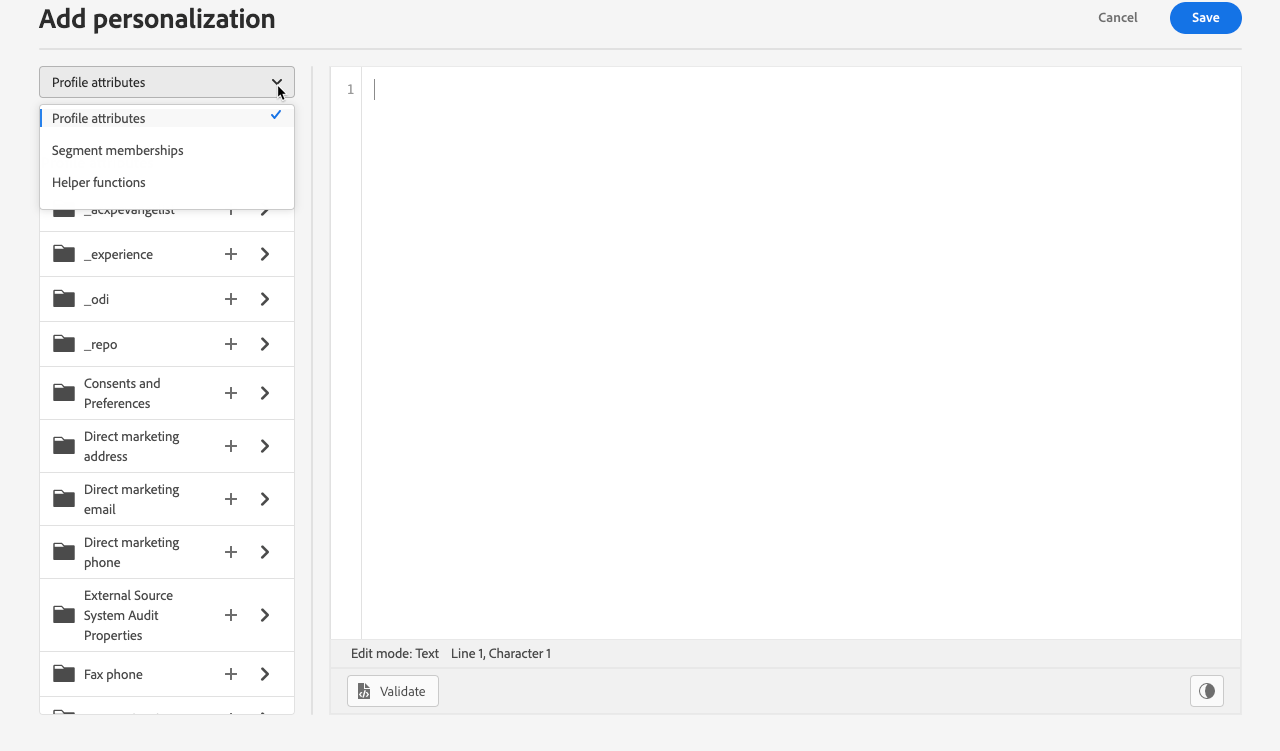 Add personalization
Cancel
Save
Profile attributes
Profile attributes
Segment memberships
Helper functions
_acxpevangelist
_experience
_odi
_repo
Consents and
Preferences
Direct marketing
address
Direct marketing
email
Direct marketing
phone
External Source
System Audit
Properties
Fax phone
1
Edit mode: Text Line 1, Character 1
Validate